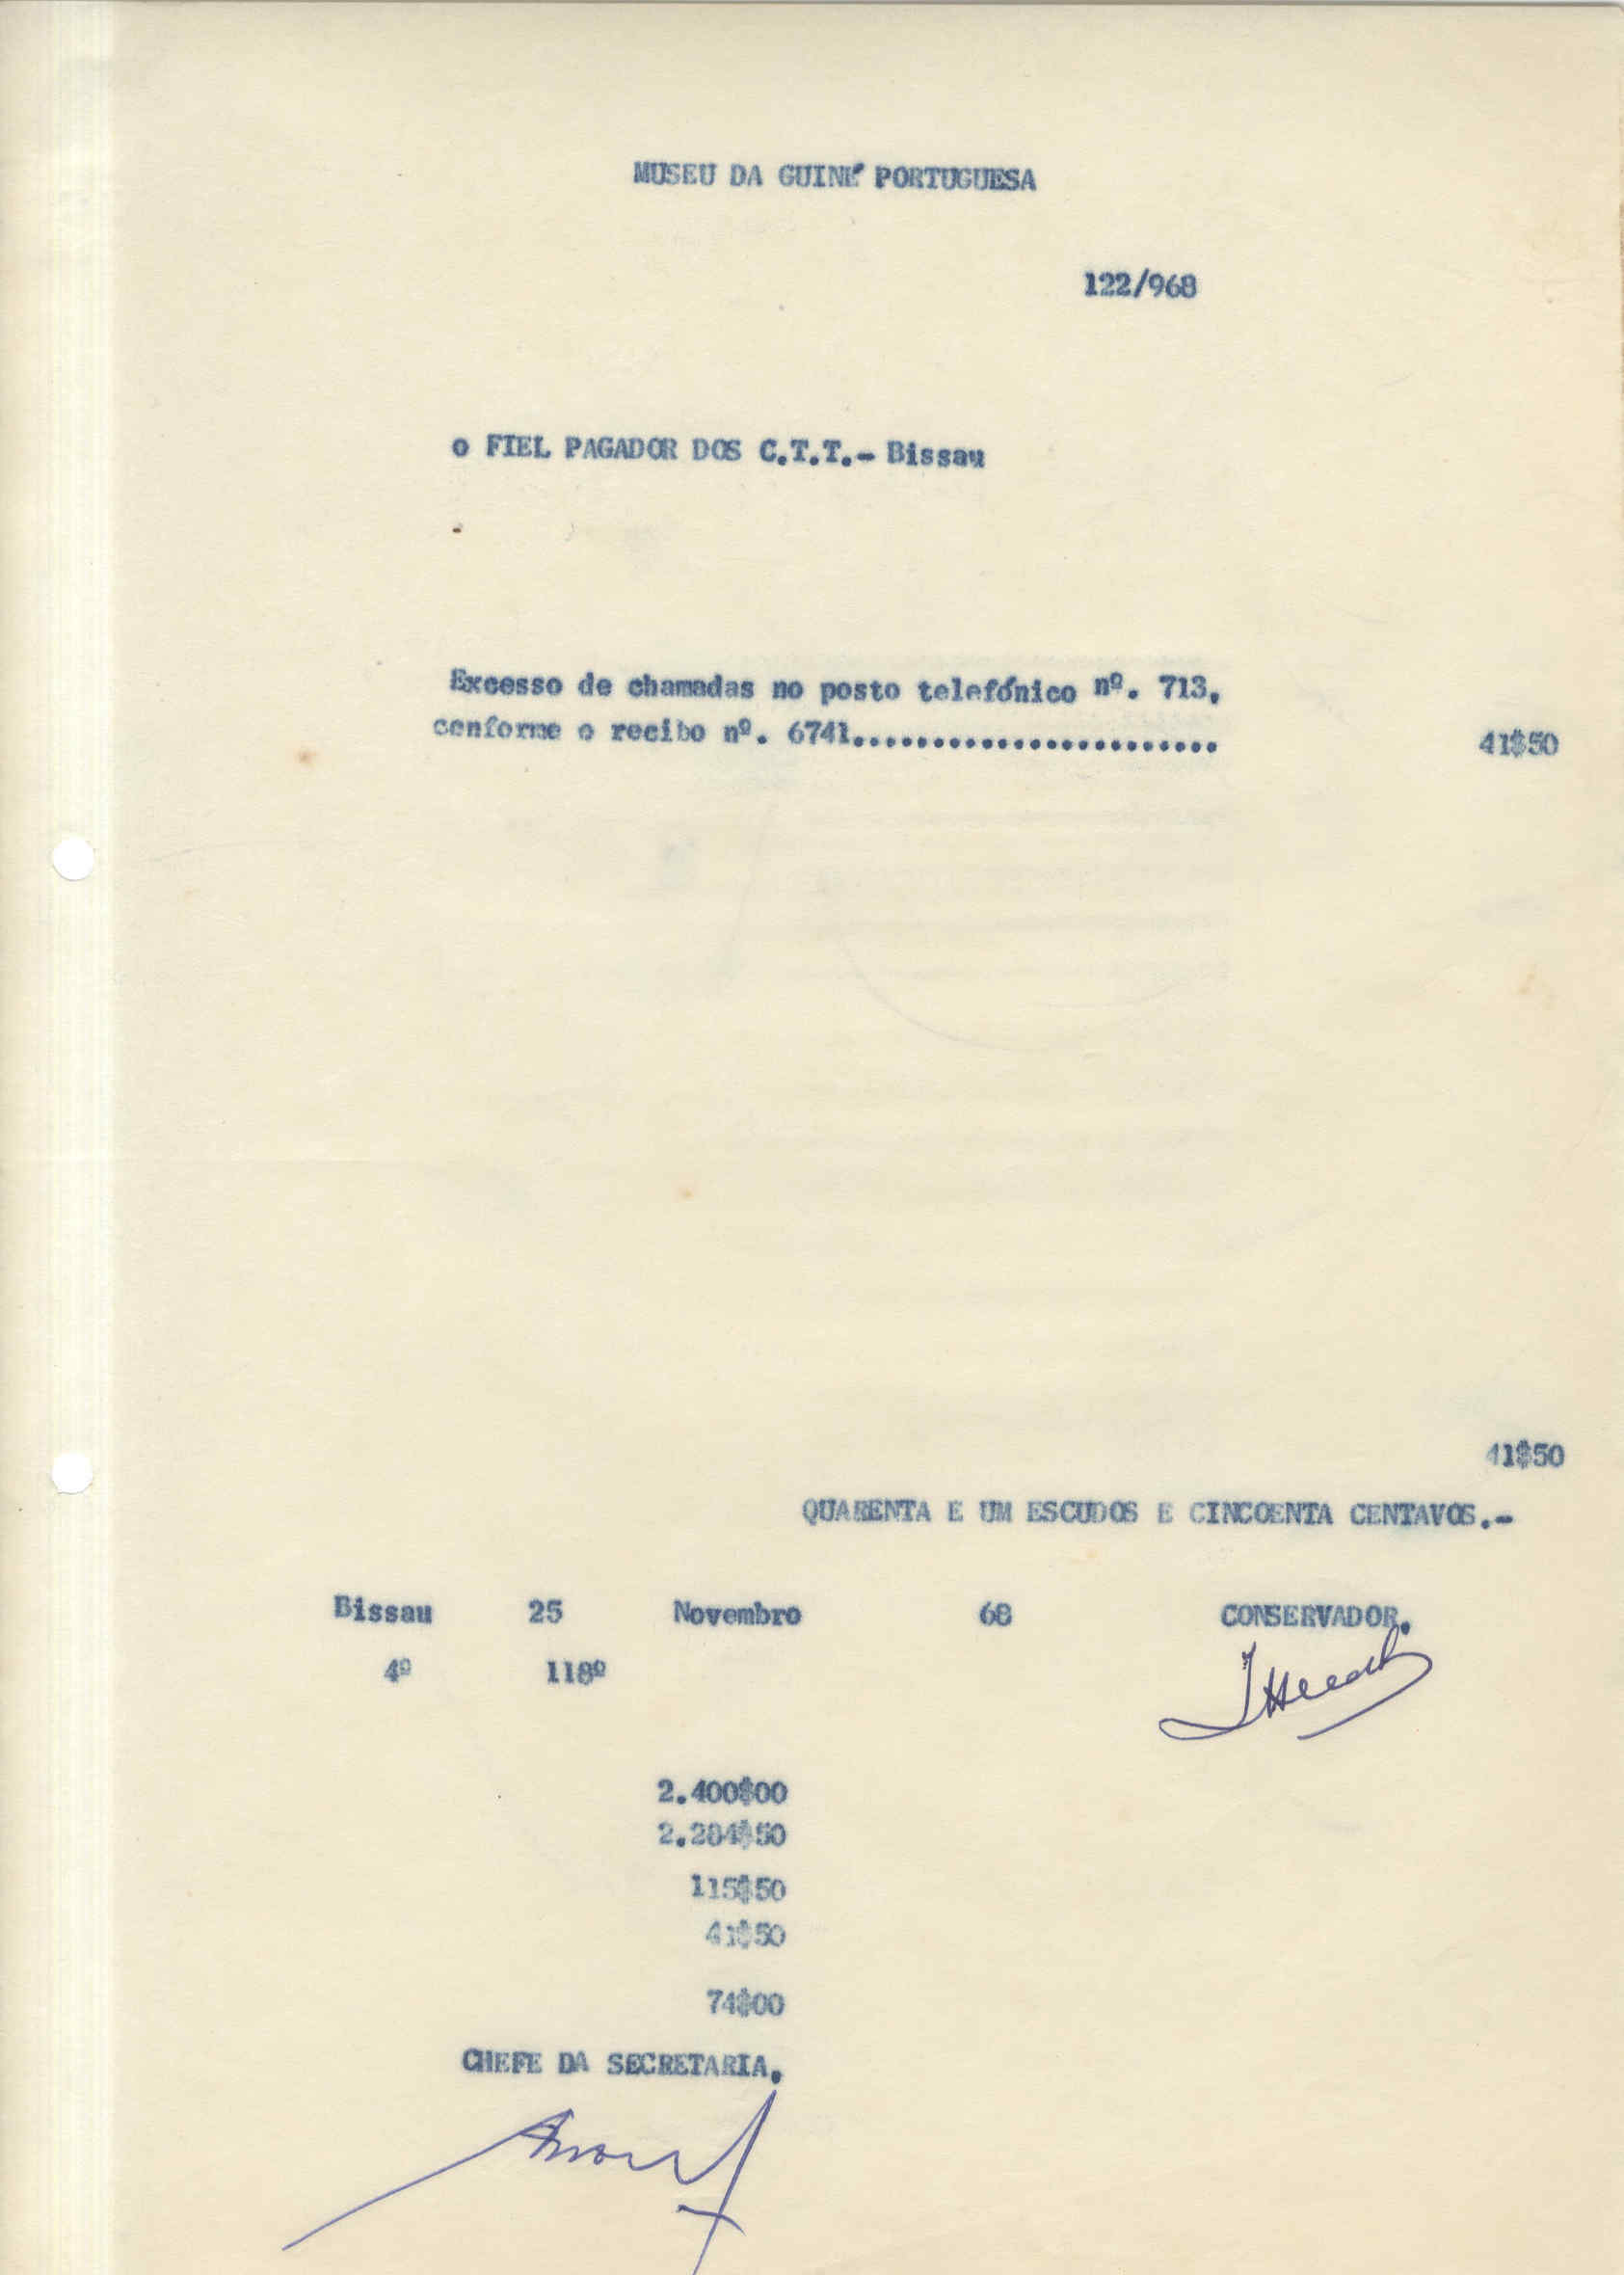 MUSEU DA GUINÉ PORTUGUESA
122/968
o FIEL PAGADOR DOS C.T.T.- Bissau
-
Excesso de chamadas no posto telefónico nº. 713,
conforme o recibo nº. 6741.......................
41$50
41$50
QUARENTA E UM ESCUDOS E CINCOENTA CENTAVOS.-
Bissau 25 Novembro 68 CONSERVADOR.
4º 118º
2.400$00
2.284$50
115$50
41$50
74$00
CHEFE DA SECRETARIA.